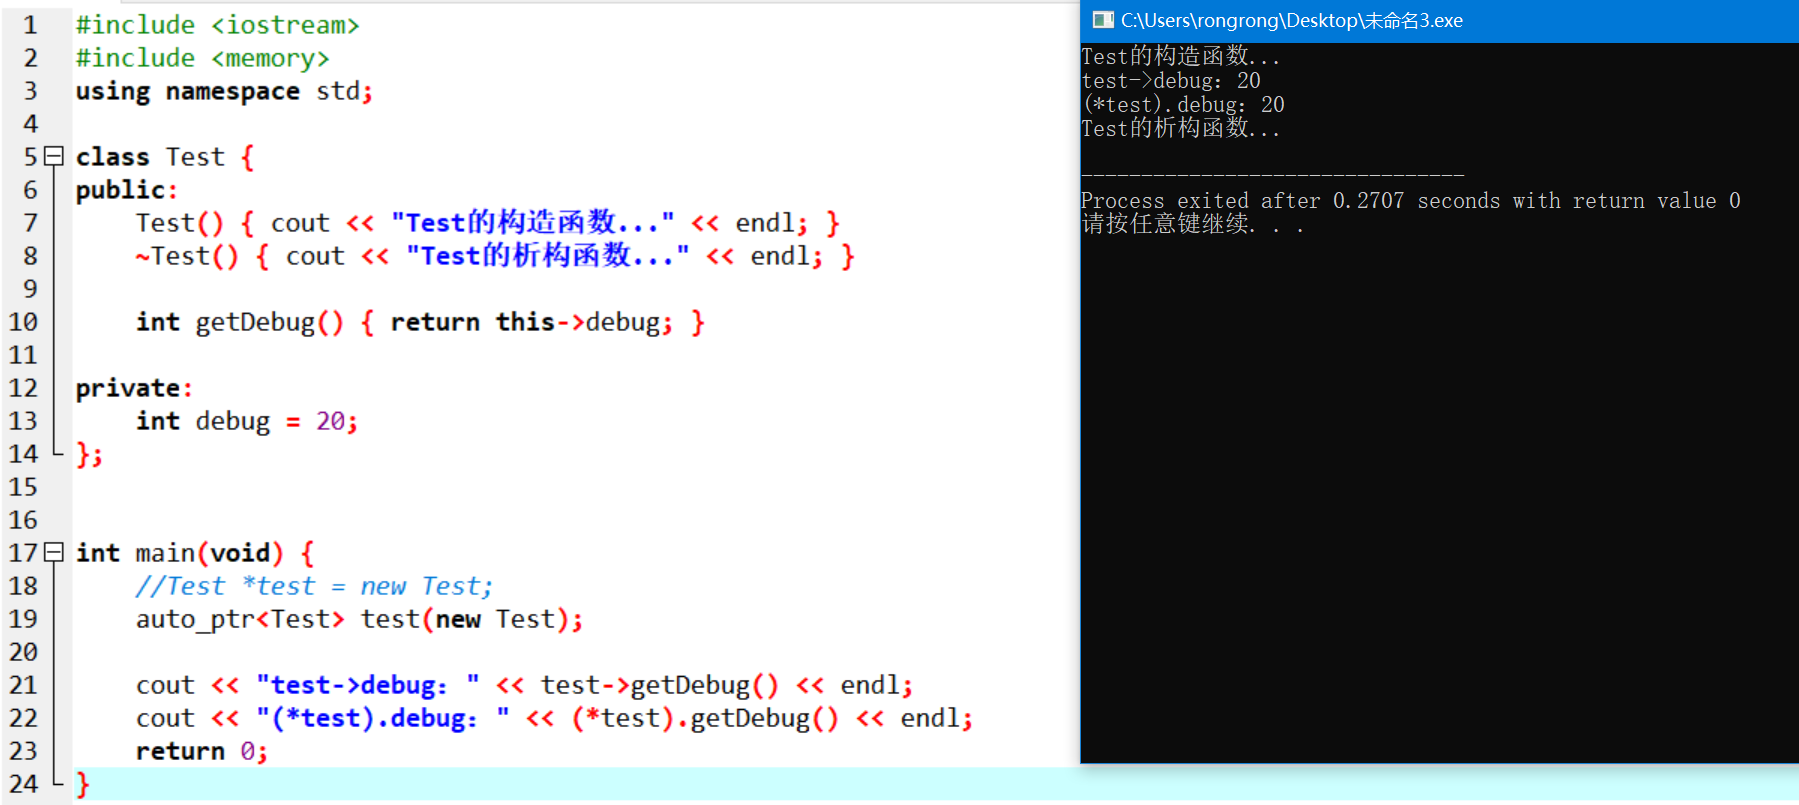 1 #include <iostream>
2 #include <memory>
3 using namespace std;
4
5 class Test {
6 public:
7     Test() { cout << "Test的构造函数..." << endl; }
8     ~Test() { cout << "Test的析构函数..." << endl; }
9
10     int getDebug() { return this->debug; }
11
12 private:
13     int debug = 20;
14 };
15
16
17 int main(void) {
18     //Test *test = new Test;
19     auto_ptr<Test> test(new Test);
20
21     cout << "test->debug：" << test->getDebug() << endl;
22     cout << "(*test).debug：" << (*test).getDebug() << endl;
23     return 0;
24 }
C:\Users\rongrong\Desktop\未命名3.exe
Test的构造函数...
test->debug：20
(*test).debug：20
Test的析构函数...
--------------------------------
Process exited after 0.2707 seconds with return value 0
请按任意键继续. . .